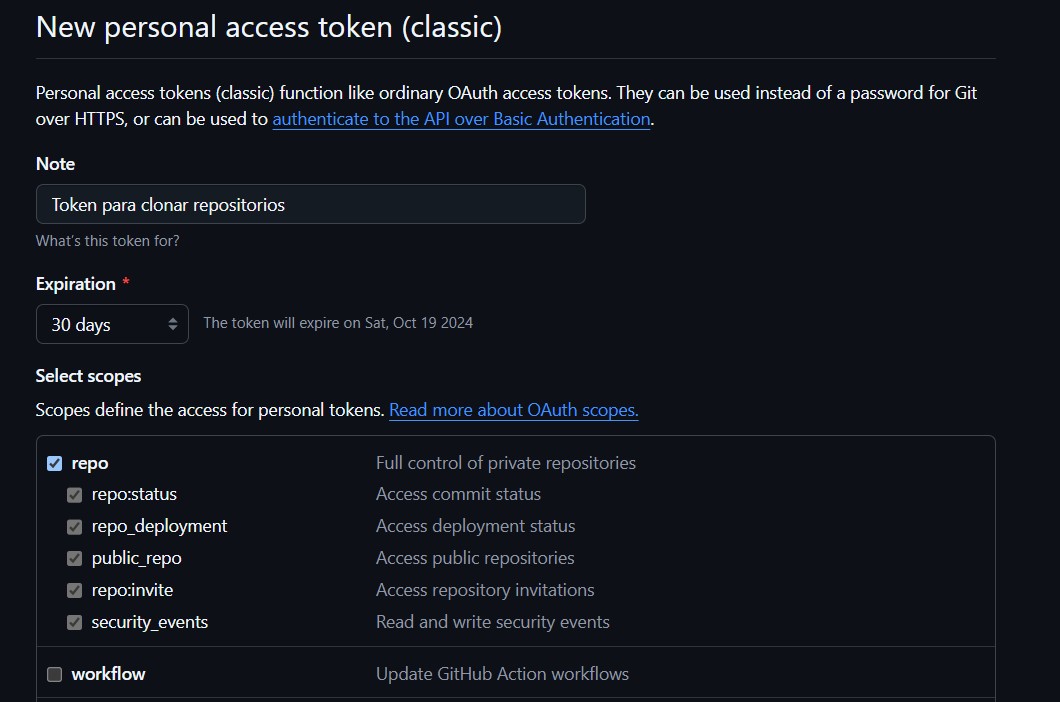 New personal access token (classic)
Personal access tokens (classic) function like ordinary OAuth access tokens. They can be used instead of a password for Git
over HTTPS, or can be used to authenticate to the API over Basic Authentication.
Note
Token para clonar repositorios
What's this token for?
Expiration *
30 days The token will expire on Sat, Oct 19 2024
Select scopes
Scopes define the access for personal tokens. Read more about OAuth scopes.
repo Full control of private repositories
repo:status Access commit status
repo_deployment Access deployment status
public_repo Access public repositories
repo:invite Access repository invitations
security_events Read and write security events
workflow Update GitHub Action workflows